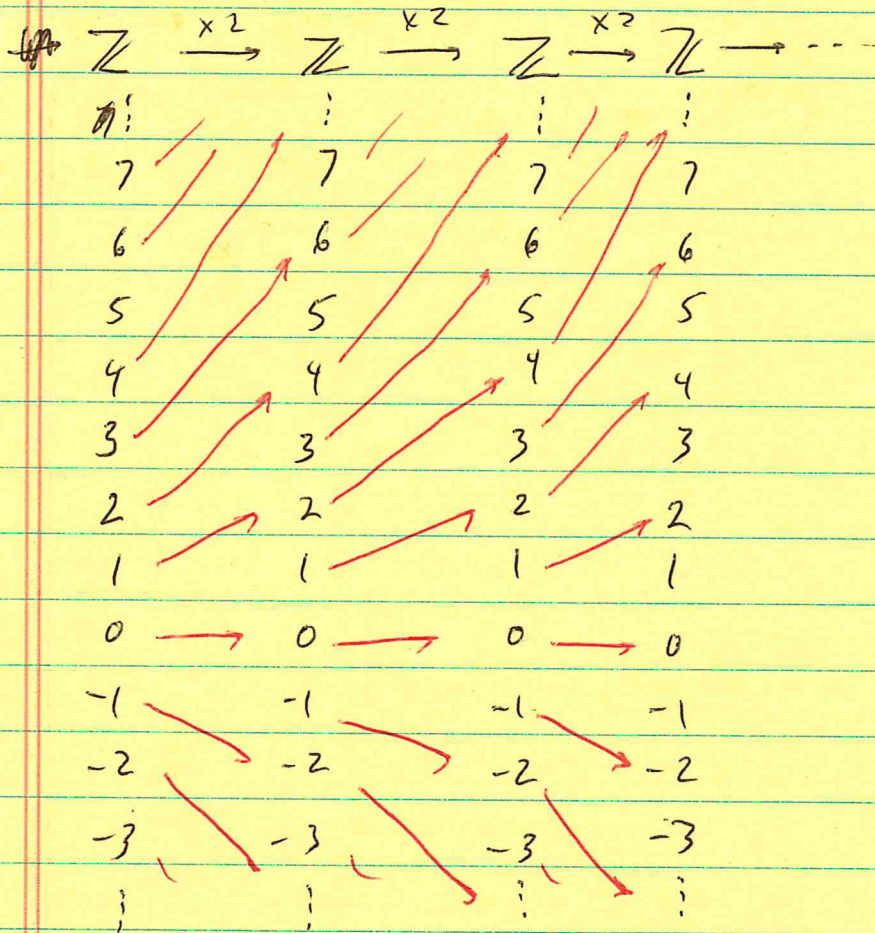 ℤ ×2 → ℤ ×2 → ℤ ×2 → ℤ → ...
⋮ ⋮ ⋮ ⋮
7 7 7 7
6 6 6 6
5 5 5 5
4 4 4 4
3 3 3 3
2 2 2 2
1 1 1 1
0 → 0 → 0 → 0
-1 -1 -1 -1
-2 -2 -2 -2
-3 -3 -3 -3
⋮ ⋮ ⋮ ⋮